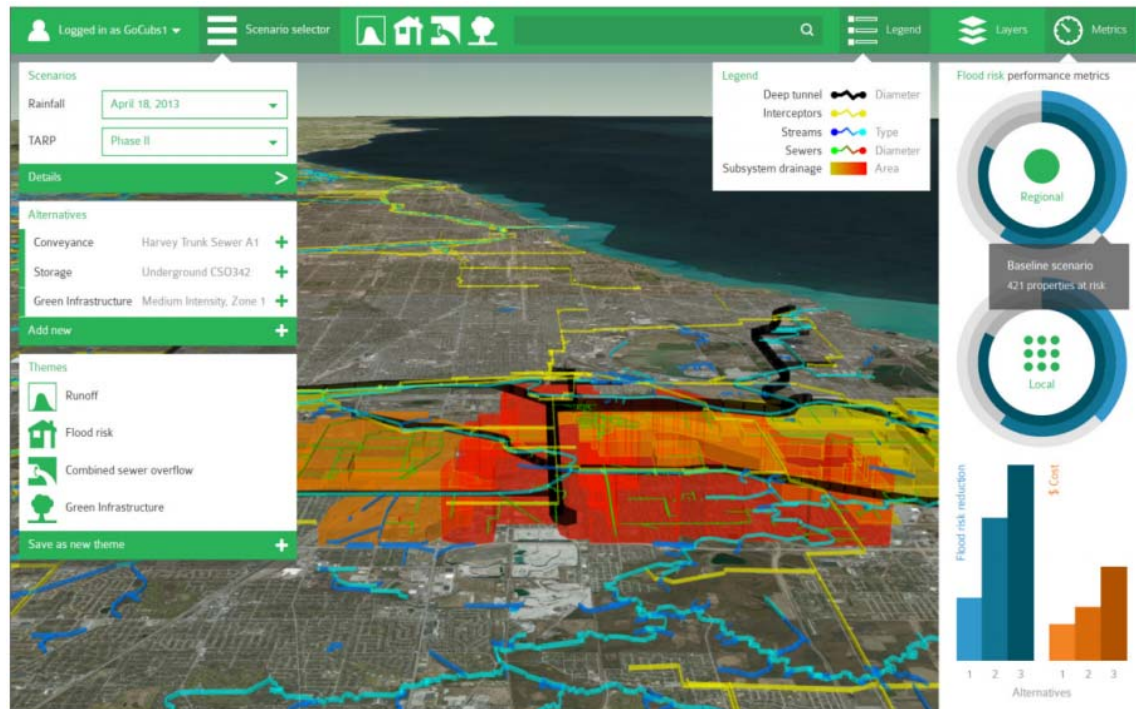 Logged in as GoCubs1
Scenario selector
Legend
Layers
Metrics
Scenarios
Rainfall April 18, 2013
TARP Phase II
Details
Alternatives
Conveyance Harvey Trunk Sewer A1
Storage Underground CSO342
Green Infrastructure Medium Intensity, Zone 1
Add new
Themes
Runoff
Flood risk
Combined sewer overflow
Green Infrastructure
Save as new theme
Legend
Deep tunnel Diameter
Interceptors
Streams Type
Sewers Diameter
Subsystem drainage Area
Flood risk performance metrics
Regional
Baseline scenario
421 properties at risk
Local
Flood risk reduction
$ Cost
1 2 3 1 2 3
Alternatives